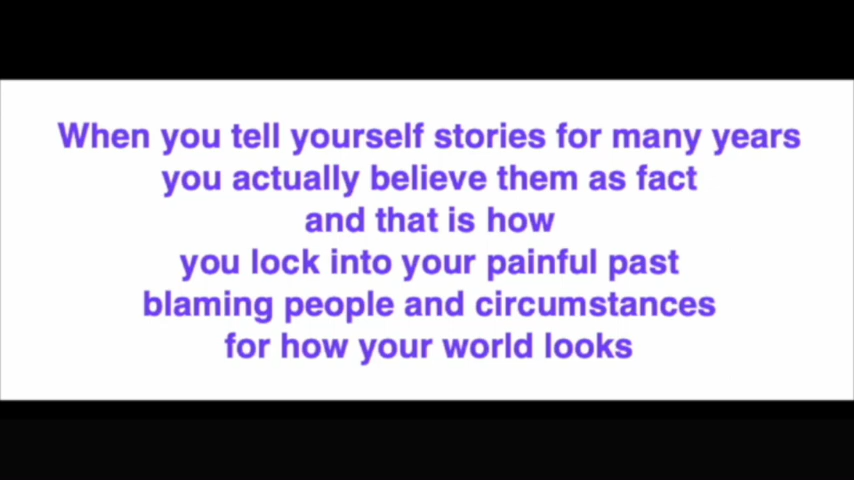 When you tell yourself stories for many years
you actually believe them as fact
and that is how
you lock into your painful past
blaming people and circumstances
for how your world looks